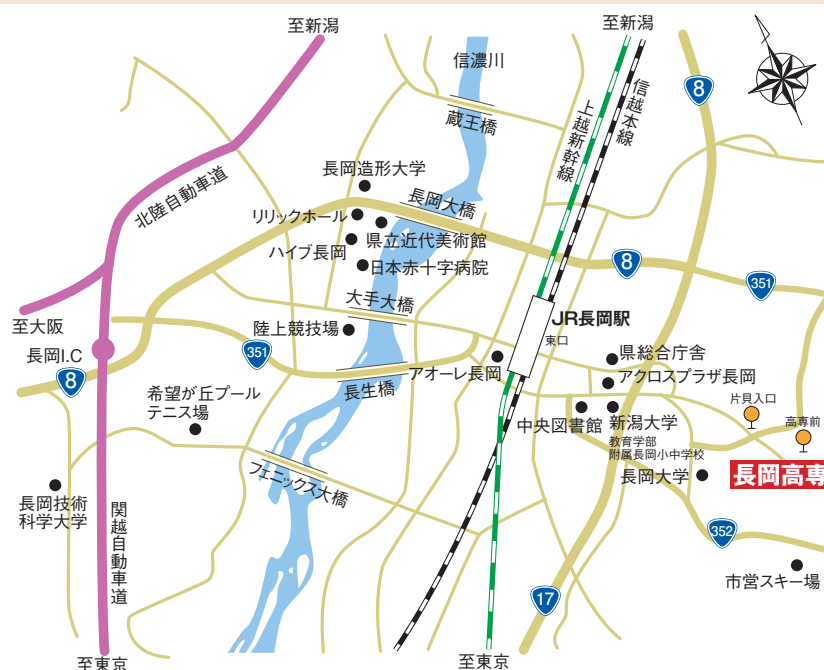 至新潟
至新潟
信濃川
8
信越本線
蔵王橋
上越新幹線
長岡造形大学
北陸自動車道
リリックホール
長岡大橋
県立近代美術館
ハイブ長岡
日本赤十字病院
8
351
大手大橋
至大阪
陸上競技場
JR長岡駅
東口
長岡I.C
351
県総合庁舎
8
長生橋
アオーレ長岡
アクロスプラザ長岡
希望が丘プール
テニス場
片貝入口
中央図書館
新潟大学
教育学部
附属長岡小中学校
高専前
長岡大学
長岡高専
フェニックス大橋
長岡技術
科学大学
関越自動車道
352
市営スキー場
17
至東京
至東京